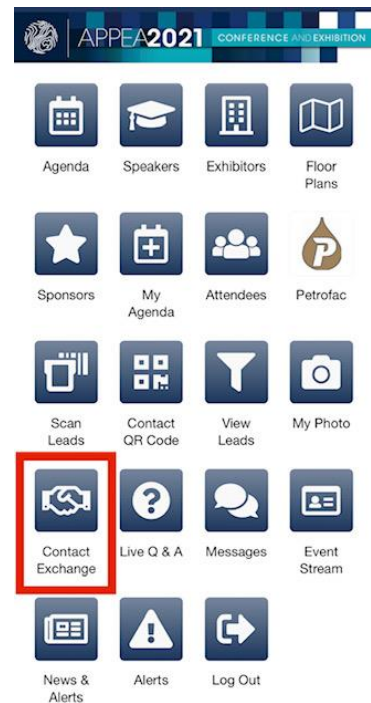 APPEA2021 CONFERENCE AND EXHIBITION
Agenda
Speakers
Exhibitors
Floor
Plans
Sponsors
My
Agenda
Attendees
Petrofac
Scan
Leads
Contact
QR Code
View
Leads
My Photo
Contact
Exchange
Live Q & A
Messages
Event
Stream
News &
Alerts
Alerts
Log Out